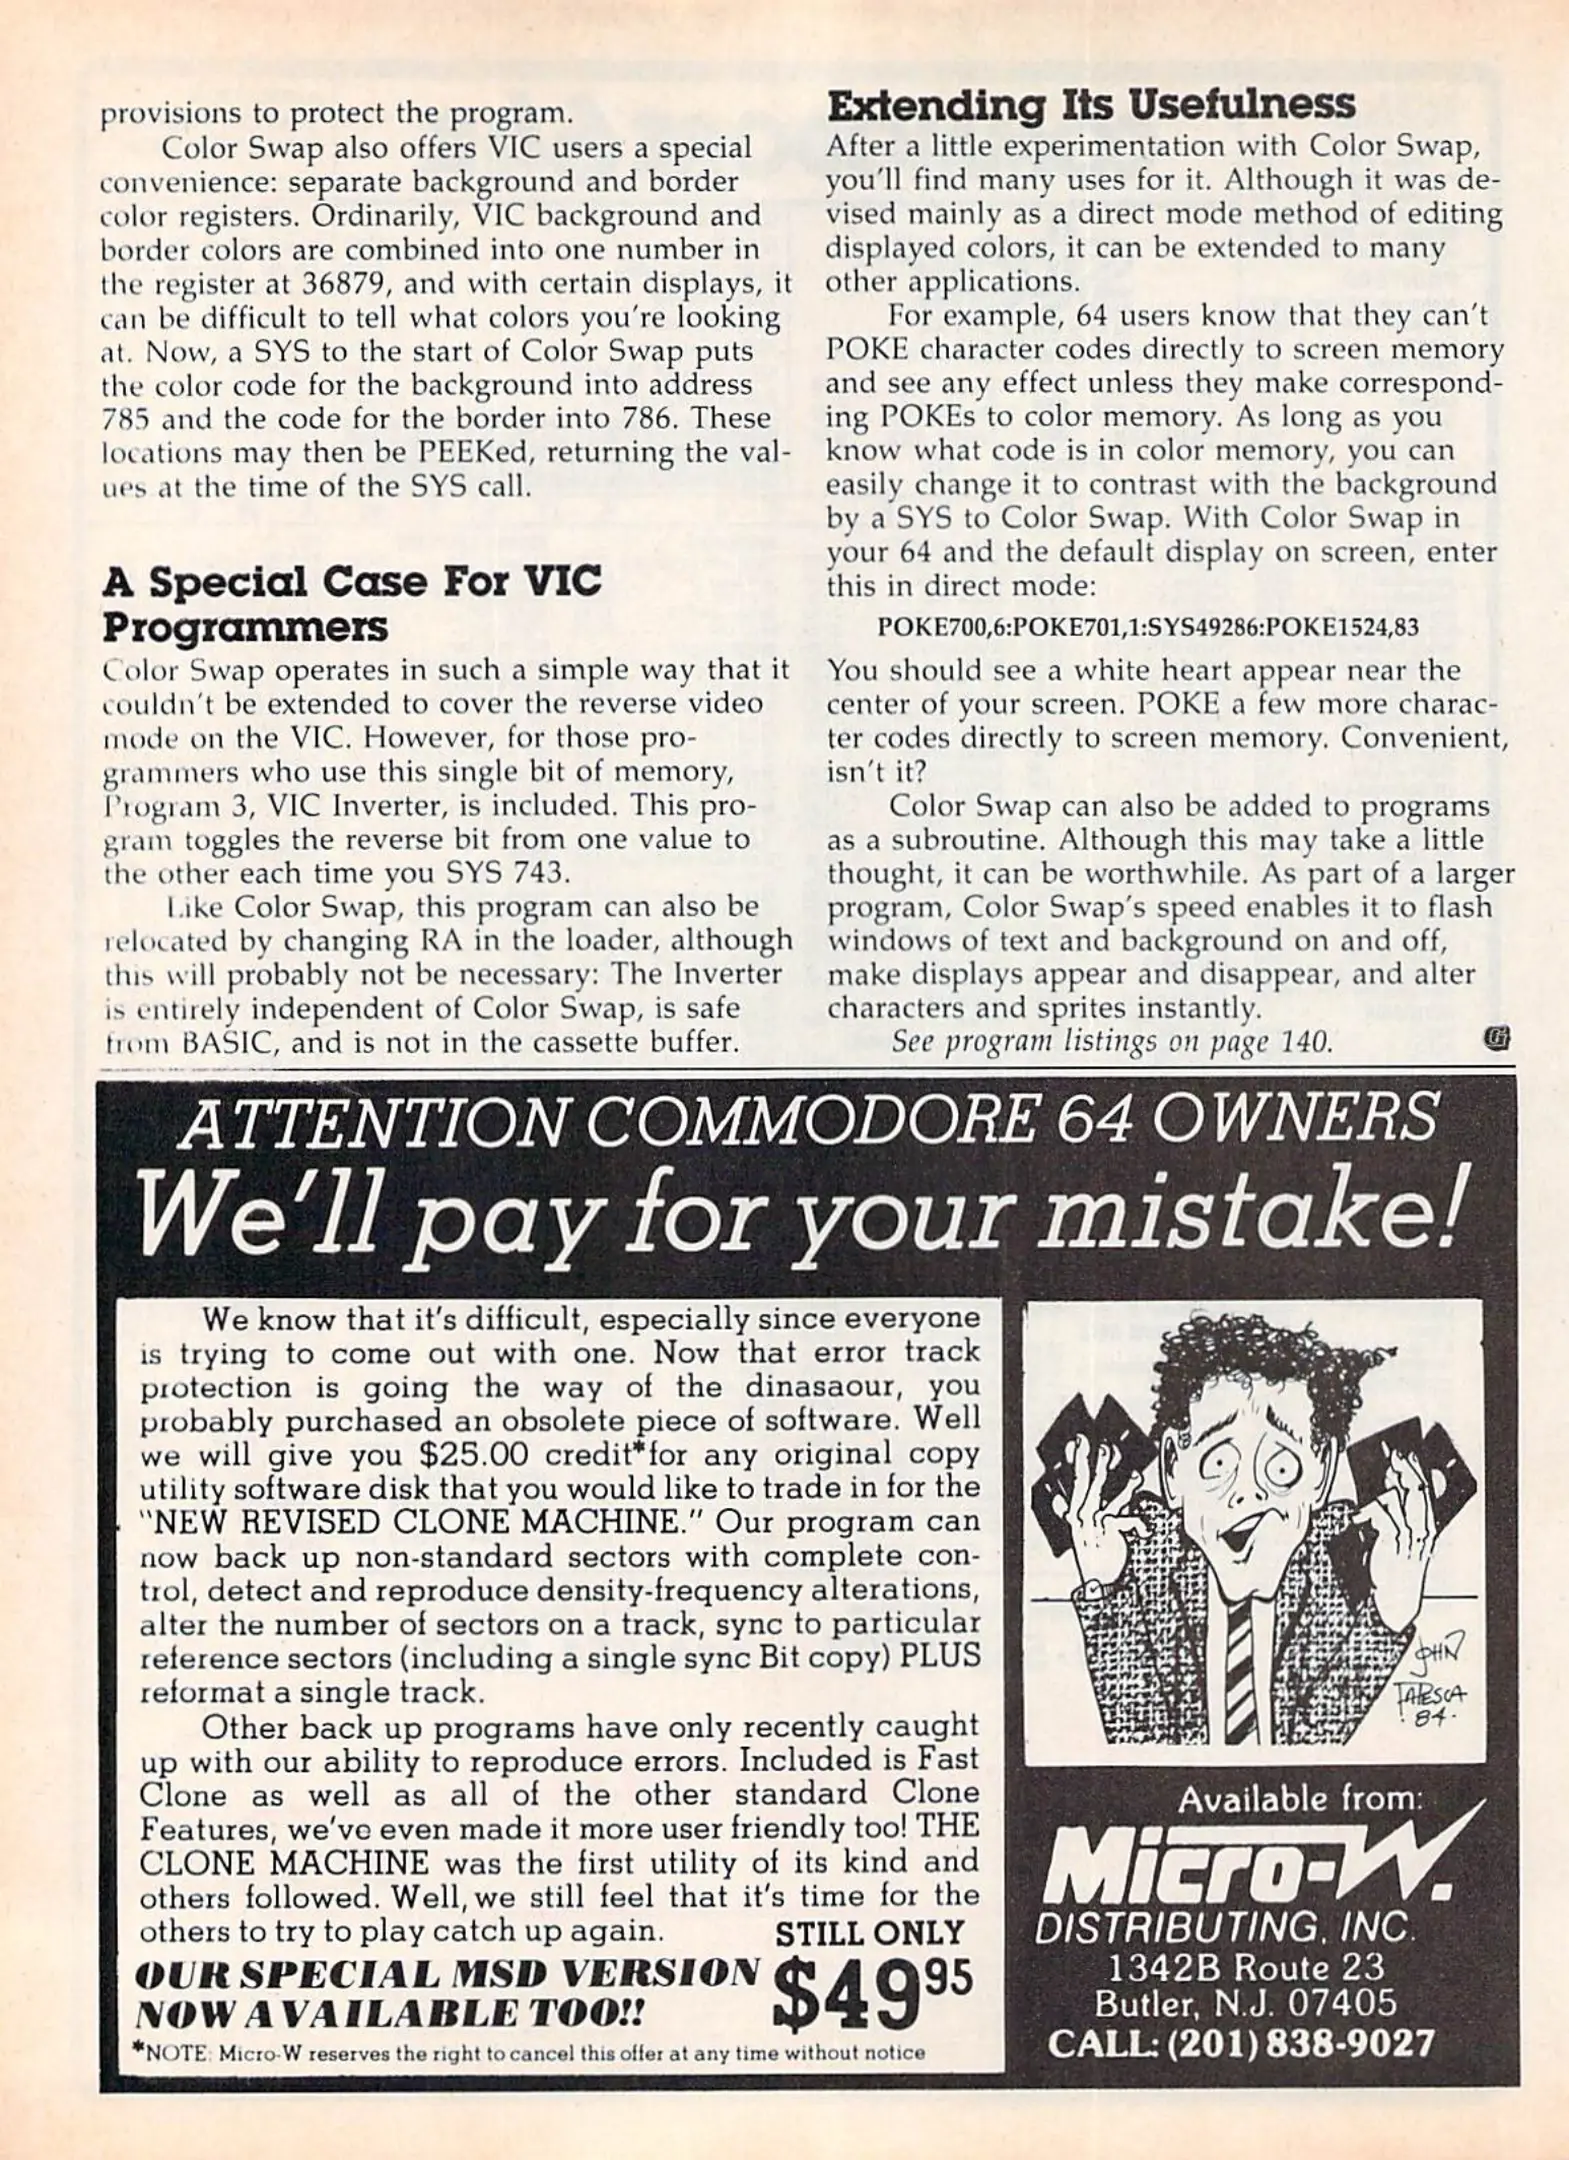 provisions to protect the program.
Color Swap also offers VIC users a special
convenience: separate background and border
color registers. Ordinarily, VIC background and
border colors are combined into one number in
the register at 36879, and with certain displays, it
can be difficult to tell what colors you're looking
at. Now, a SYS to the start of Color Swap puts
the color code for the background into address
785 and the code for the border into 786. These
locations may then be PEEKed, returning the val-
ues at the time of the SYS call.
A Special Case For VIC
Programmers
Color Swap operates in such a simple way that it
couldn't be extended to cover the reverse video
mode on the VIC. However, for those pro-
grammers who use this single bit of memory,
Program 3, VIC Inverter, is included. This pro-
gram toggles the reverse bit from one value to
the other each time you SYS 743.
Like Color Swap, this program can also be
relocated by changing RA in the loader, although
this will probably not be necessary: The Inverter
is entirely independent of Color Swap, is safe
from BASIC, and is not in the cassette buffer.
Extending Its Usefulness
After a little experimentation with Color Swap,
you'll find many uses for it. Although it was de-
vised mainly as a direct mode method of editing
displayed colors, it can be extended to many
other applications.
For example, 64 users know that they can't
POKE character codes directly to screen memory
and see any effect unless they make correspond-
ing POKEs to color memory. As long as you
know what code is in color memory, you can
easily change it to contrast with the background
by a SYS to Color Swap. With Color Swap in
your 64 and the default display on screen, enter
this in direct mode:
POKE700,6:POKE701,1:SYS49286:POKE1524,83
You should see a white heart appear near the
center of your screen. POKE a few more charac-
ter codes directly to screen memory. Convenient,
isn't it?
Color Swap can also be added to programs
as a subroutine. Although this may take a little
thought, it can be worthwhile. As part of a larger
program, Color Swap's speed enables it to flash
windows of text and background on and off,
make displays appear and disappear, and alter
characters and sprites instantly.
See program listings on page 140. G
ATTENTION COMMODORE 64 OWNERS
We'll pay for your mistake!
We know that it's difficult, especially since everyone
is trying to come out with one. Now that error track
protection is going the way of the dinasaour, you
probably purchased an obsolete piece of software. Well
we will give you $25.00 credit*for any original copy
utility software disk that you would like to trade in for the
"NEW REVISED CLONE MACHINE." Our program can
now back up non-standard sectors with complete con-
trol, detect and reproduce density-frequency alterations,
alter the number of sectors on a track, sync to particular
reference sectors (including a single sync Bit copy) PLUS
reformat a single track.
Other back up programs have only recently caught
up with our ability to reproduce errors. Included is Fast
Clone as well as all of the other standard Clone
Features, we've even made it more user friendly too! THE
CLONE MACHINE was the first utility of its kind and
others followed. Well, we still feel that it's time for the
others to try to play catch up again.
STILL ONLY
OUR SPECIAL MSD VERSION
NOW AVAILABLE TOO!!
$49 95
*NOTE: Micro-W reserves the right to cancel this offer at any time without notice
JOHN
TAPESCA
84.
Available from:
Micro-W.
DISTRIBUTING, INC.
1342B Route 23
Butler, N.J. 07405
CALL: (201) 838-9027